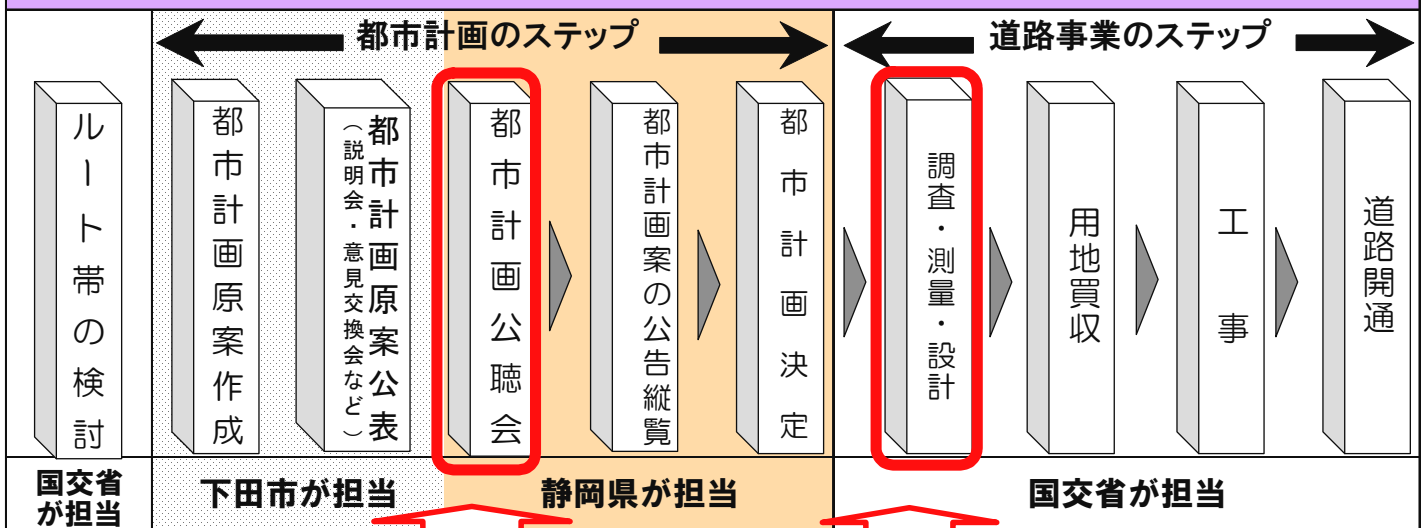 都市計画のステップ
道路事業のステップ
ルート帯の検討
都市計画原案作成
都市計画原案公表
(説明会・意見交換会など)
都市計画公聴会
都市計画案の公告縦覧
都市計画決定
調査・測量・設計
用地買収
工事
道路開通
国交省
が担当
下田市が担当
静岡県が担当
国交省が担当